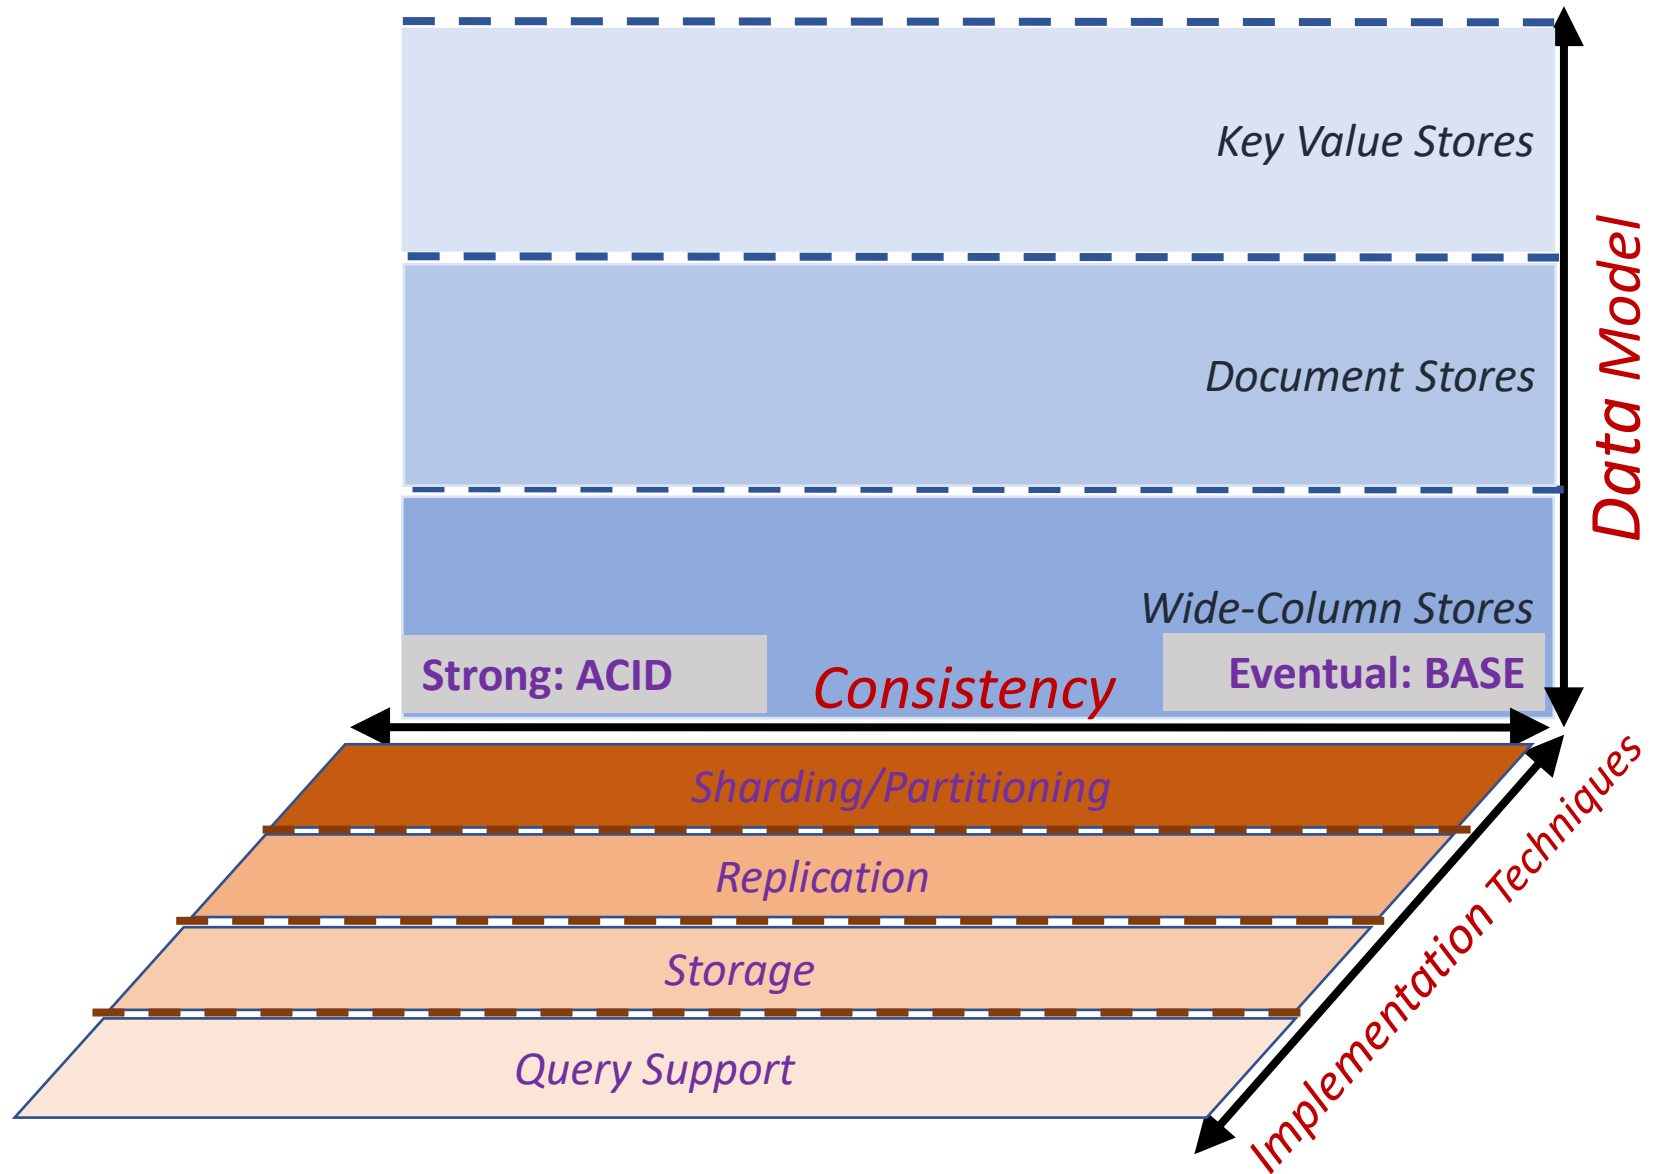 Key Value Stores
Document Stores
Data Model
Wide-Column Stores
Strong: ACID
Consistency
Eventual: BASE
Sharding/Partitioning
Replication
Storage
Query Support
Implementation Techniques